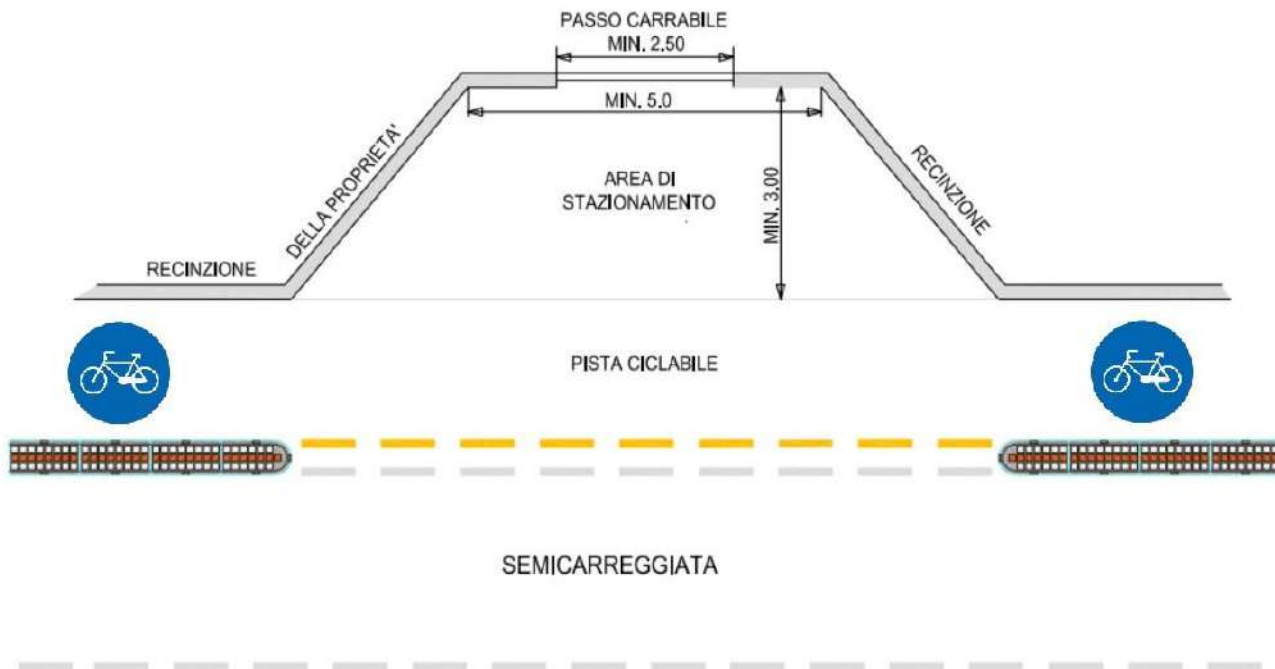 PASSO CARRABILE
MIN. 2.50
MIN. 5.0
DELLA PROPRIETA'
AREA DI
STAZIONAMENTO
MIN. 3.00
RECINZIONE
RECINZIONE
PISTA CICLABILE
SEMICARREGGIATA